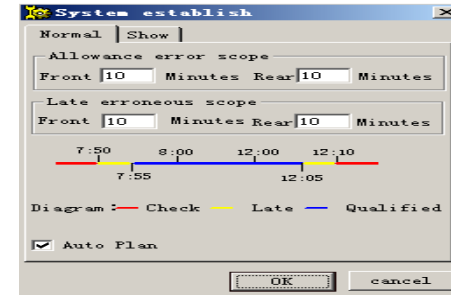 System establish
Normal Show
Allowance error scope
Front 10 Minutes Rear 10 Minutes
Late erroneous scope
Front 10 Minutes Rear 10 Minutes
7:50 8:00 12:00 12:10
7:55 12:05
Diagram: Check Late Qualified
Auto Plan
OK cancel